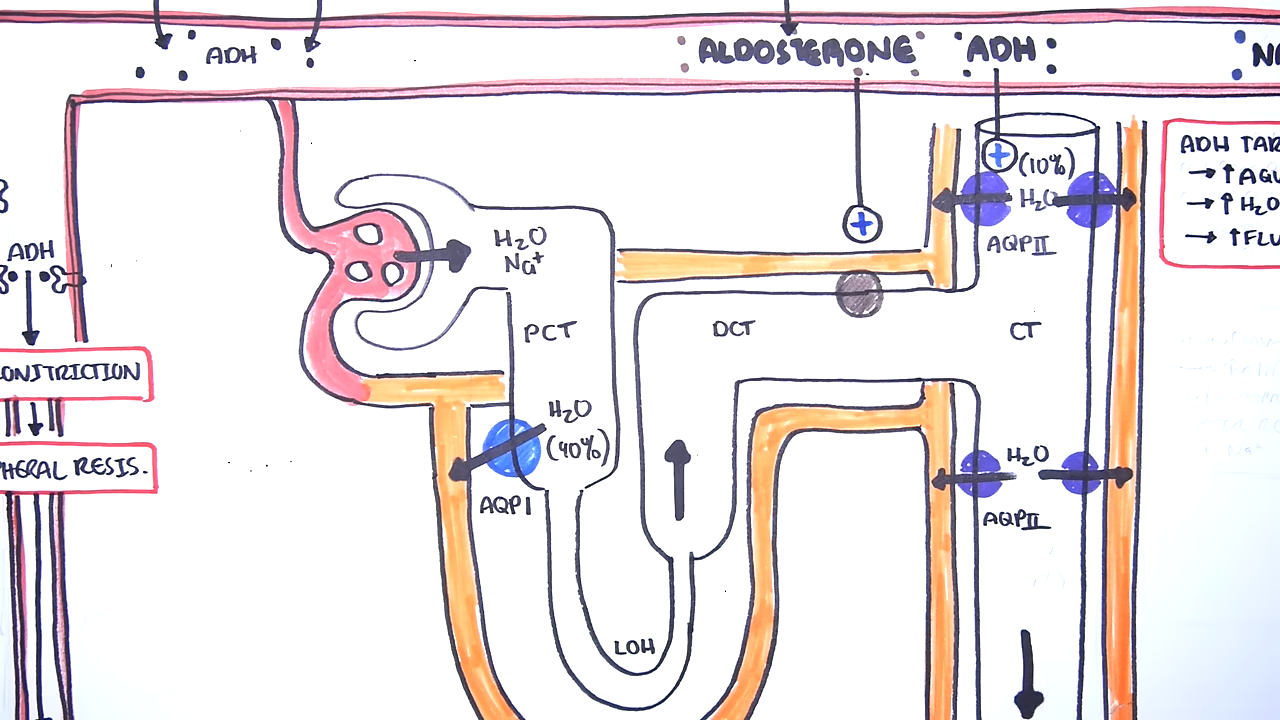 ADH
ALDOSTERONE
ADH
ADH TAR
→ ↑ AQU
→ ↑ H₂O
→ ↑ FLU
+
(10%)
H₂O
AQPII
+
ADH
H₂O
Na⁺
PCT
DCT
CT
ONSTRICTION
H₂O
(40%)
AQP1
HERAL RESIS.
H₂O
AQPII
LOH